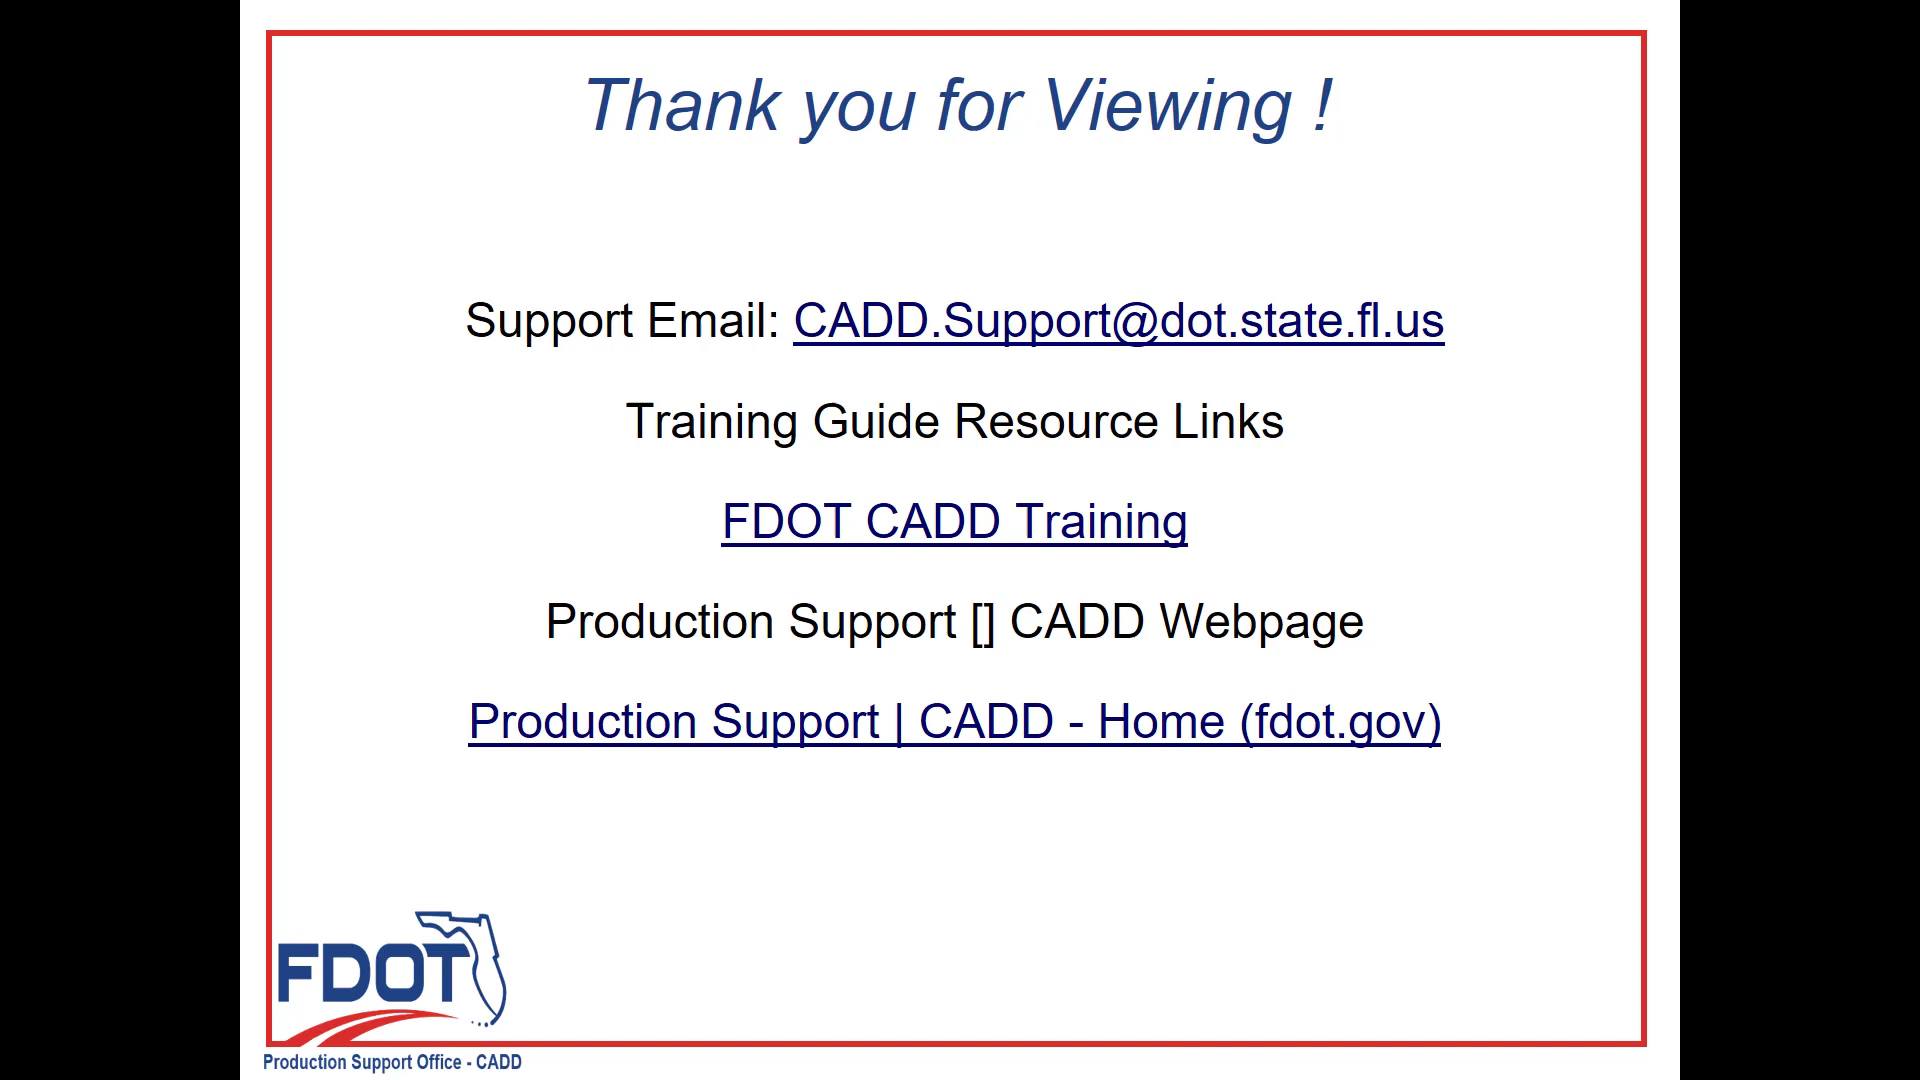 Thank you for Viewing !
Support Email: CADD.Support@dot.state.fl.us
Training Guide Resource Links
FDOT CADD Training
Production Support [] CADD Webpage
Production Support | CADD - Home (fdot.gov)
FDOT
Production Support Office - CADD